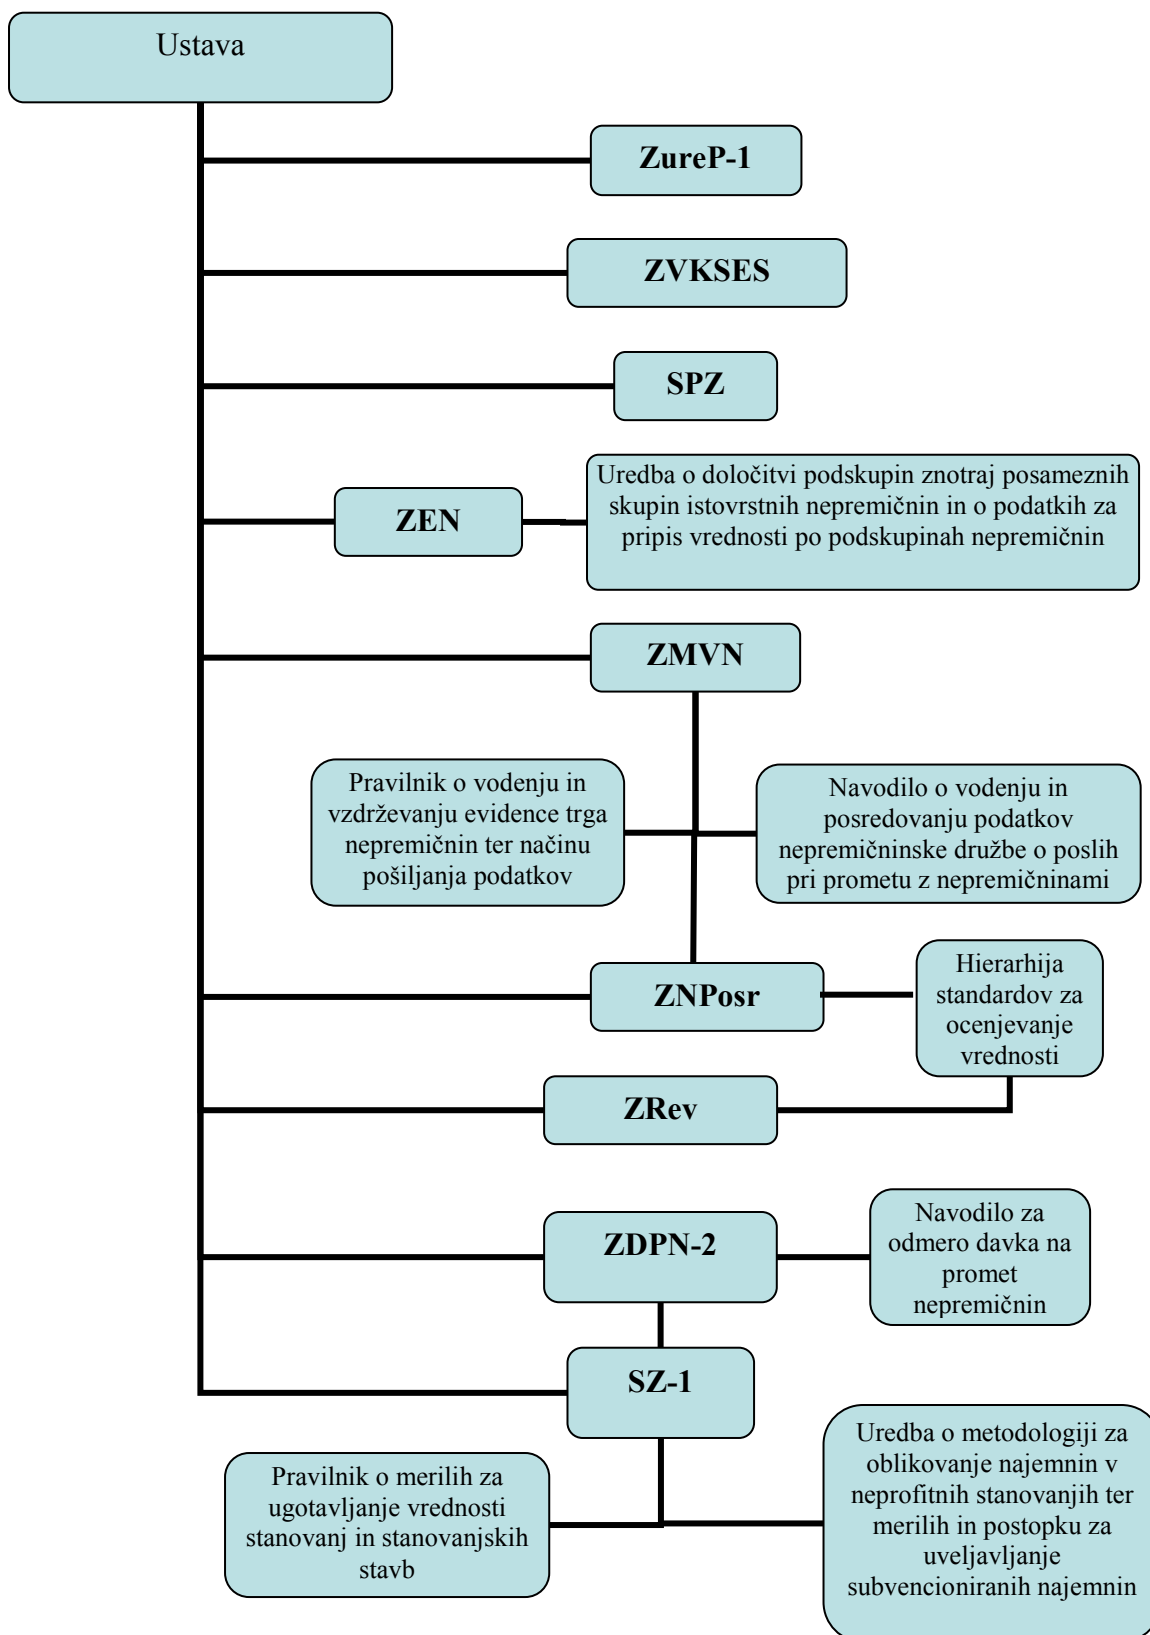 Ustava
ZureP-1
ZVKSES
SPZ
ZEN
Uredba o določitvi podskupin znotraj posameznih
skupin istovrstnih nepremičnin in o podatkih za
pripis vrednosti po podskupinah nepremičnin
ZMVN
Pravilnik o vodenju in
vzdrževanju evidence trga
nepremičnin ter načinu
pošiljanja podatkov
Navodilo o vodenju in
posredovanju podatkov
nepremičninske družbe o poslih
pri prometu z nepremičninami
ZNPosr
Hierarhija
standardov za
ocenjevanje
vrednosti
ZRev
ZDPN-2
Navodilo za
odmero davka na
promet
nepremičnin
SZ-1
Pravilnik o merilih za
ugotavljanje vrednosti
stanovanj in stanovanjskih
stavb
Uredba o metodologiji za
oblikovanje najemnin v
neprofitnih stanovanjih ter
merilih in postopku za
uveljavljanje
subvencioniranih najemnin